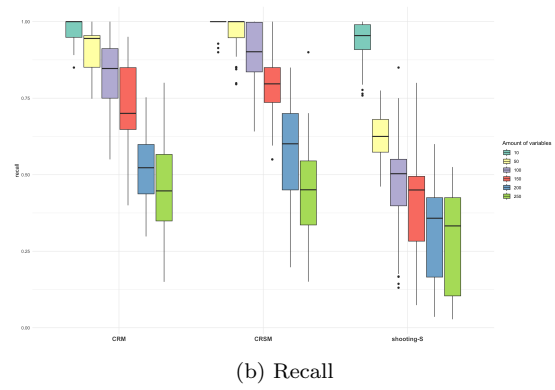 1.00
0.75
0.50
0.25
0.00
recall
CRM
CRSM
shooting-S
Amount of variables
10
50
100
150
200
250
(b) Recall